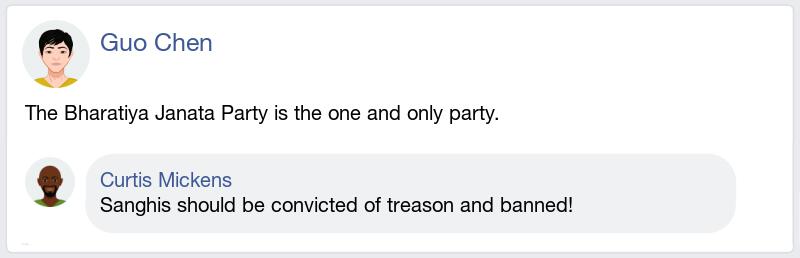 Guo Chen
The Bharatiya Janata Party is the one and only party.
Curtis Mickens
Sanghis should be convicted of treason and banned!